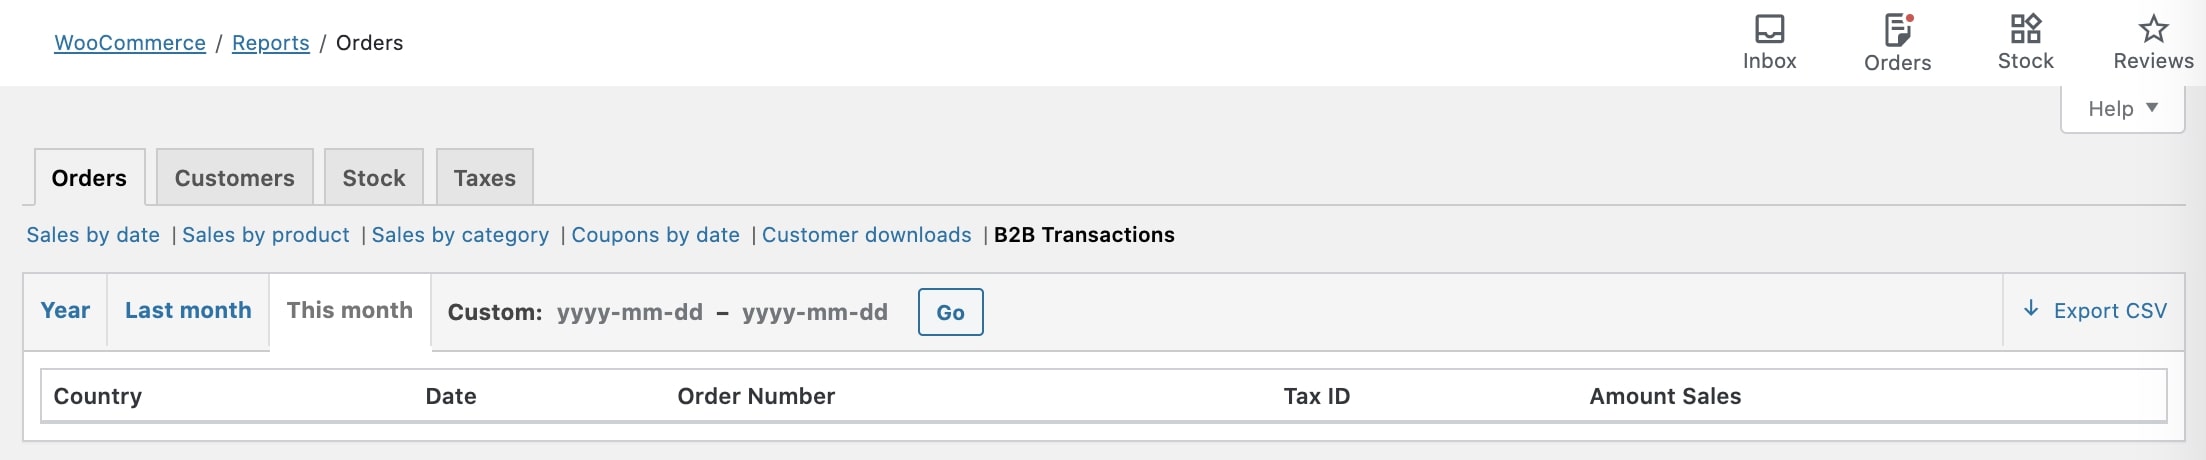 WooCommerce / Reports / Orders
Inbox
Orders
Stock
Reviews
Help
Orders
Customers
Stock
Taxes
Sales by date | Sales by product | Sales by category | Coupons by date | Customer downloads | B2B Transactions
Year
Last month
This month
Custom: yyyy-mm-dd – yyyy-mm-dd
Go
Export CSV
Country
Date
Order Number
Tax ID
Amount Sales